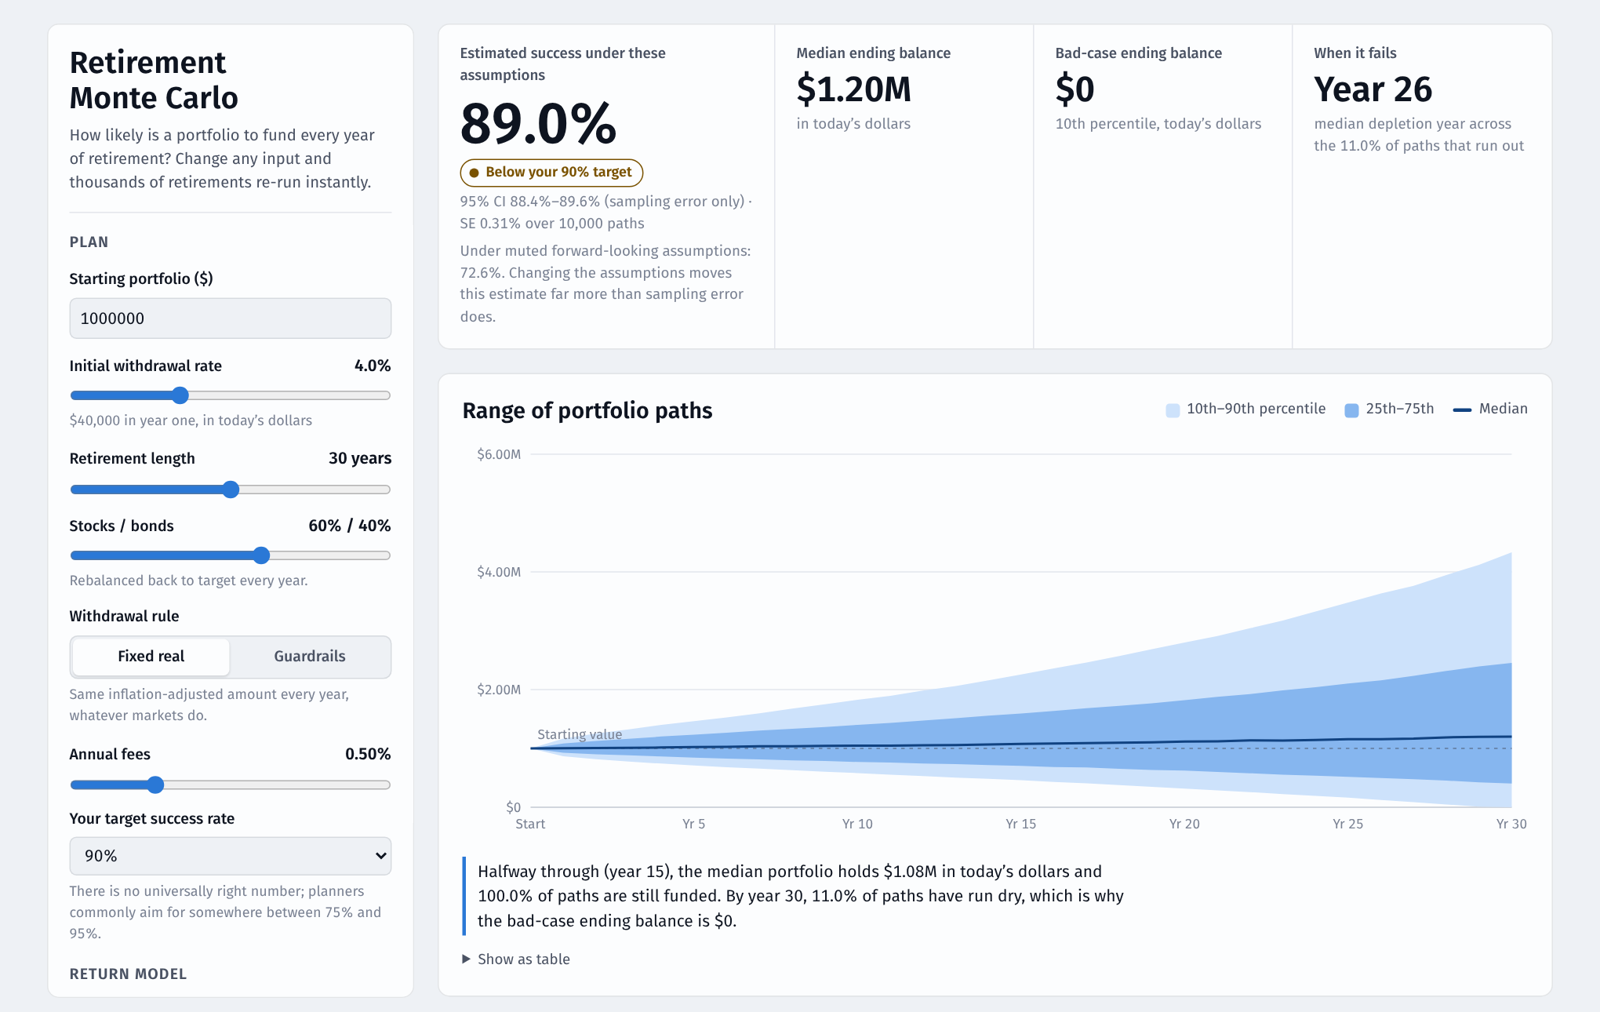 Retirement
Monte Carlo
How likely is a portfolio to fund every year
of retirement? Change any input and
thousands of retirements re-run instantly.
PLAN
Starting portfolio ($)
1000000
Initial withdrawal rate 4.0%
$40,000 in year one, in today’s dollars
Retirement length 30 years
Stocks / bonds 60% / 40%
Rebalanced back to target every year.
Withdrawal rule
Fixed real Guardrails
Same inflation-adjusted amount every year,
whatever markets do.
Annual fees 0.50%
Your target success rate
90%
There is no universally right number; planners
commonly aim for somewhere between 75% and
95%.
RETURN MODEL
Estimated success under these
assumptions
89.0%
Below your 90% target
95% CI 88.4%–89.6% (sampling error only) ·
SE 0.31% over 10,000 paths
Under muted forward-looking assumptions:
72.6%. Changing the assumptions moves
this estimate far more than sampling error
does.
Median ending balance
$1.20M
in today’s dollars
Bad-case ending balance
$0
10th percentile, today’s dollars
When it fails
Year 26
median depletion year across
the 11.0% of paths that run out
Range of portfolio paths
10th–90th percentile 25th–75th Median
$6.00M
$4.00M
$2.00M
Starting value
$0
Start Yr 5 Yr 10 Yr 15 Yr 20 Yr 25 Yr 30
Halfway through (year 15), the median portfolio holds $1.08M in today’s dollars and
100.0% of paths are still funded. By year 30, 11.0% of paths have run dry, which is why
the bad-case ending balance is $0.
Show as table